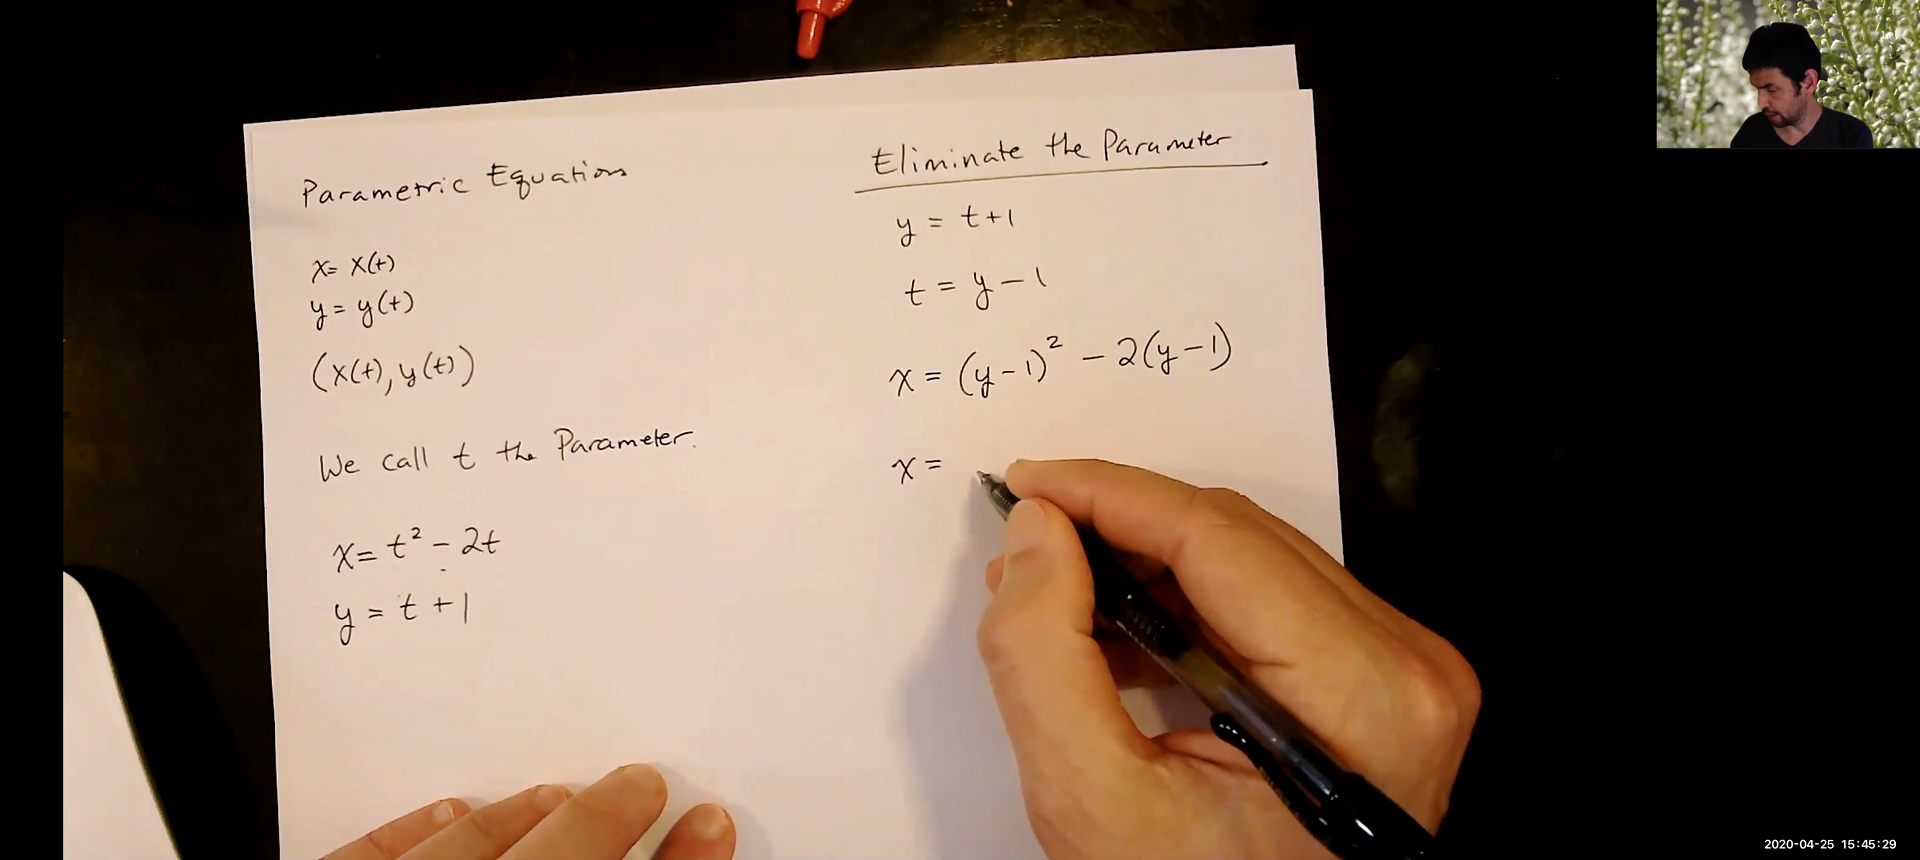 Parametric Equations
x = x(t)
y = y(t)
(x(t), y(t))
We call t the Parameter.
x = t² - 2t
y = t + 1
Eliminate the Parameter
y = t + 1
t = y - 1
x = (y - 1)² - 2(y - 1)
x =
2020-04-25 15:45:29